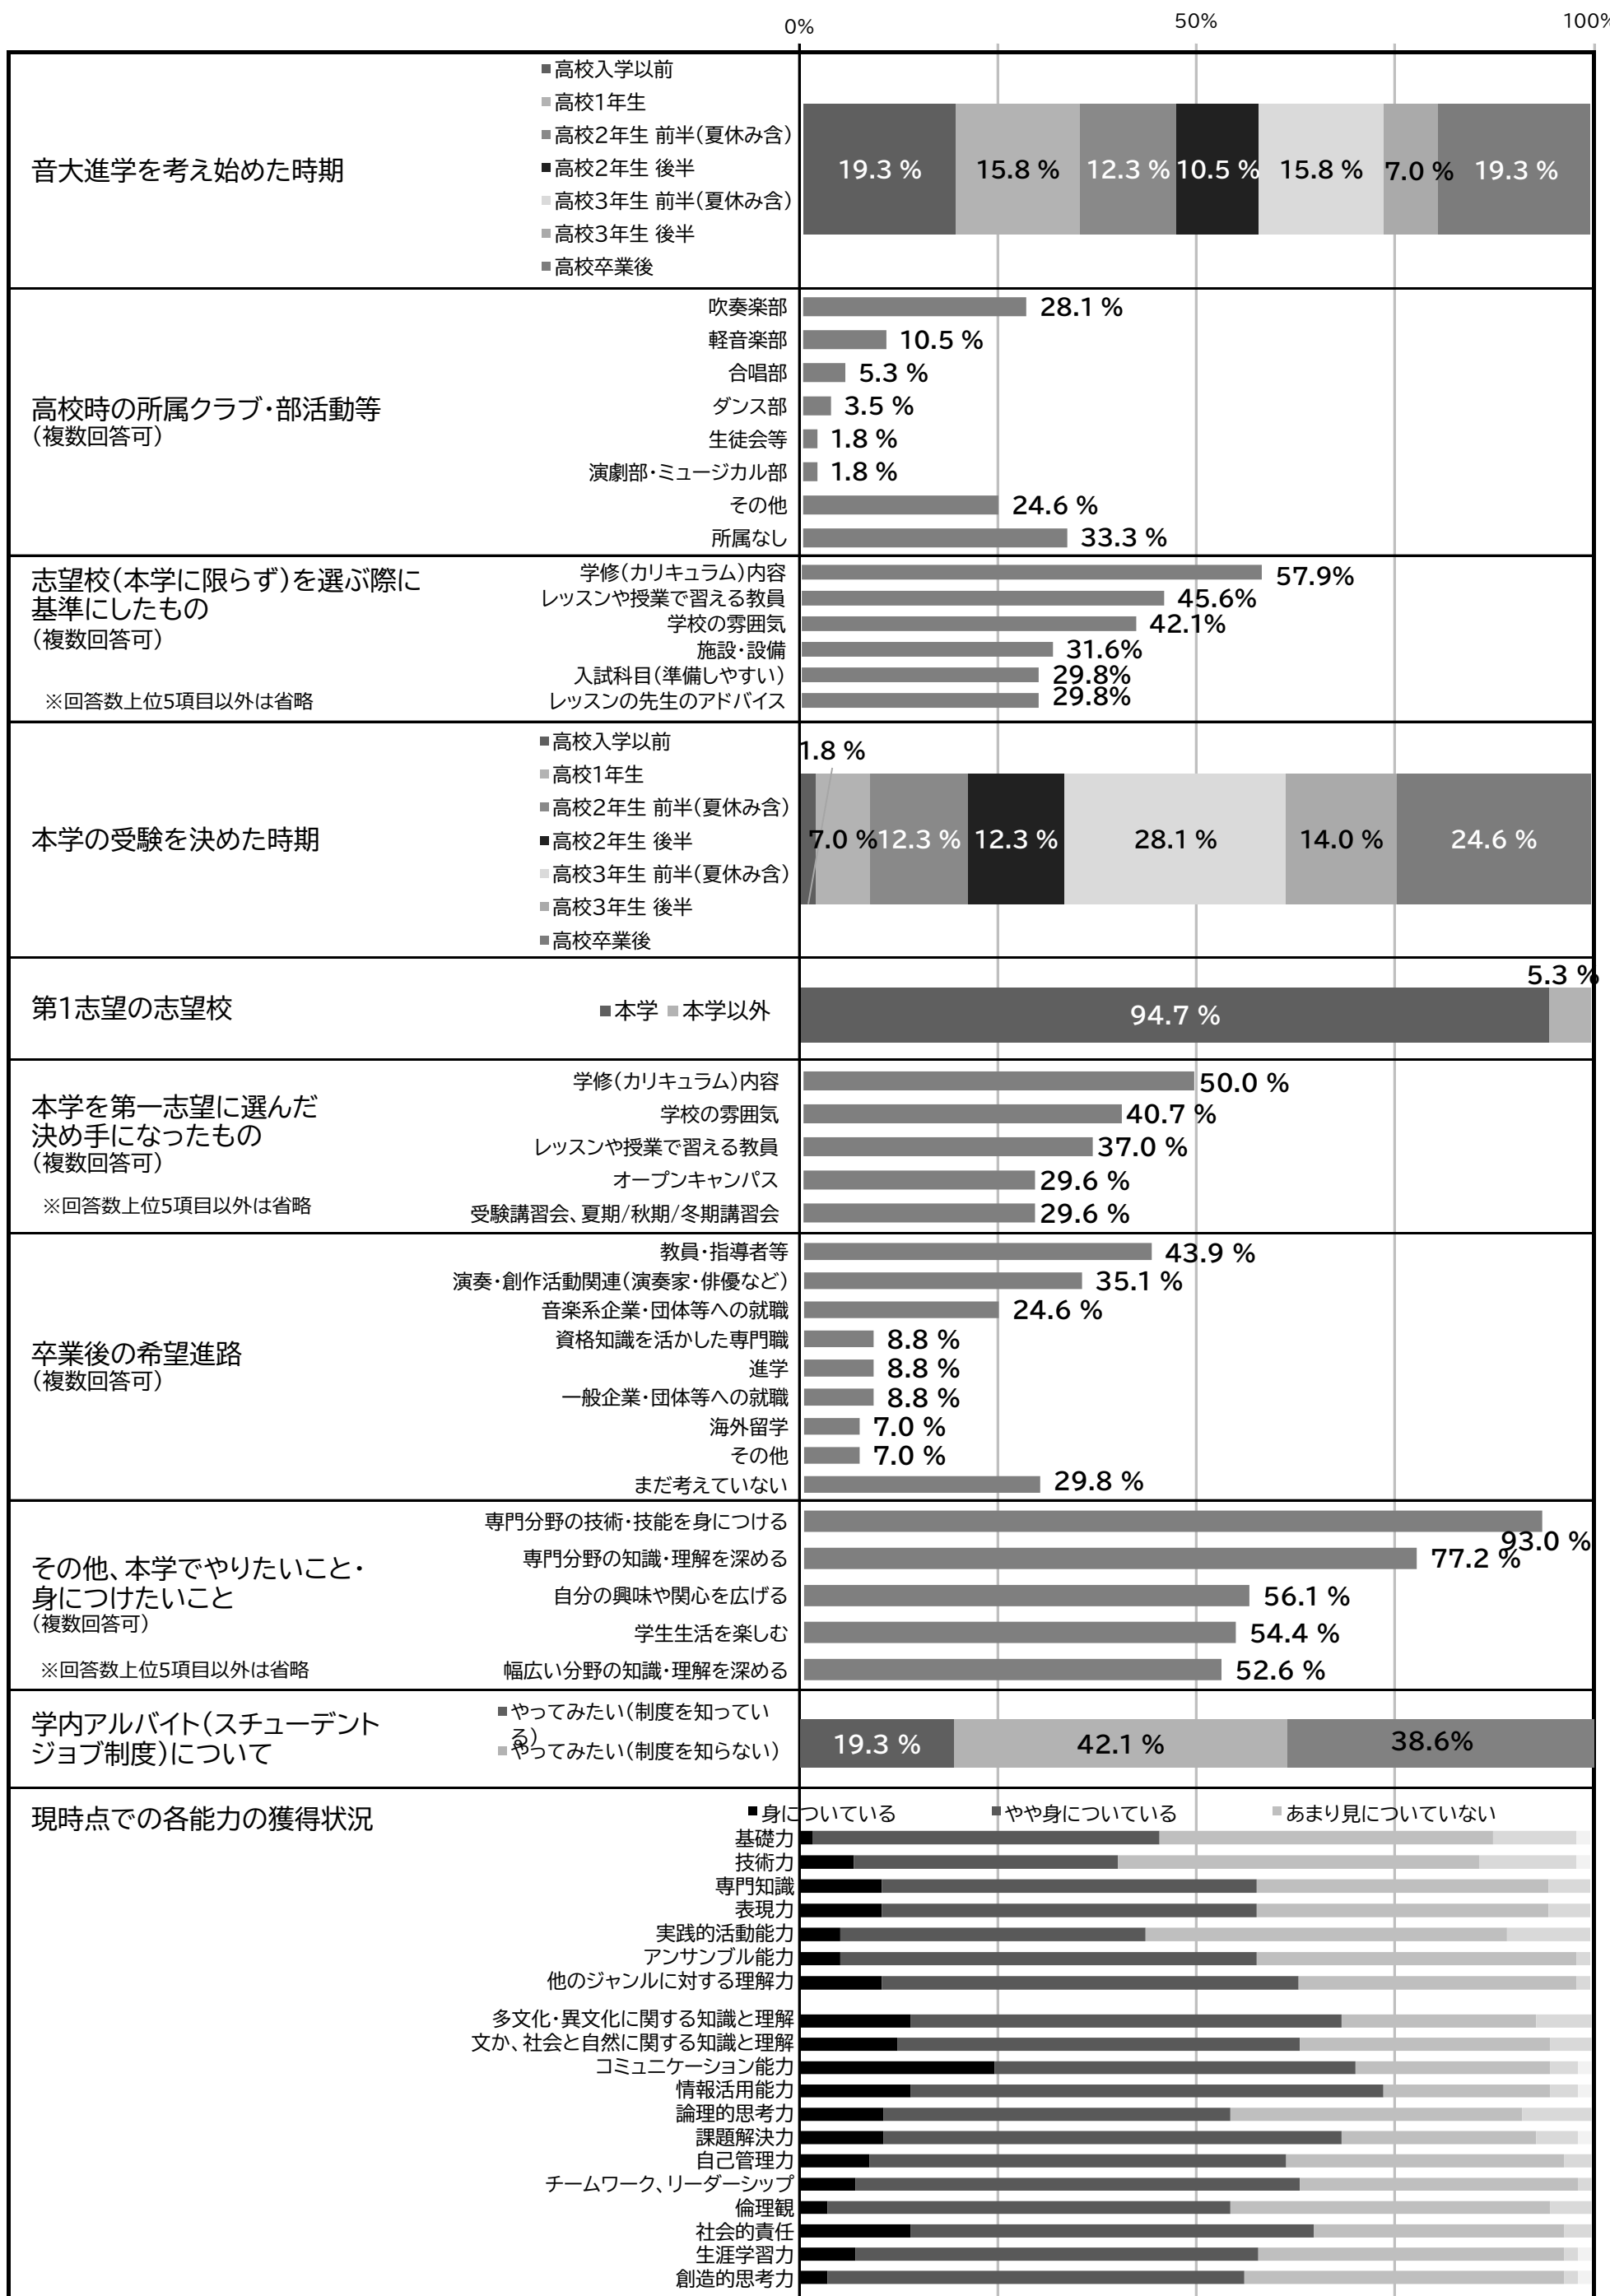 0%
50%
100%
音大進学を考え始めた時期
高校入学以前
高校1年生
高校2年生 前半（夏休み含）
高校2年生 後半
高校3年生 前半（夏休み含）
高校3年生 後半
高校卒業後
19.3 %
15.8 %
12.3 %
10.5 %
15.8 %
7.0 %
19.3 %
高校時の所属クラブ・部活動等
（複数回答可）
吹奏楽部 28.1 %
軽音楽部 10.5 %
合唱部 5.3 %
ダンス部 3.5 %
生徒会等 1.8 %
演劇部・ミュージカル部 1.8 %
その他 24.6 %
所属なし 33.3 %
志望校（本学に限らず）を選ぶ際に
基準にしたもの
（複数回答可）
※回答数上位5項目以外は省略
学修（カリキュラム）内容 57.9%
レッスンや授業で習える教員 45.6%
学校の雰囲気 42.1%
施設・設備 31.6%
入試科目（準備しやすい） 29.8%
レッスンの先生のアドバイス 29.8%
本学の受験を決めた時期
高校入学以前
高校1年生
高校2年生 前半（夏休み含）
高校2年生 後半
高校3年生 前半（夏休み含）
高校3年生 後半
高校卒業後
1.8 %
7.0 %
12.3 %
12.3 %
28.1 %
14.0 %
24.6 %
第1志望の志望校
本学 本学以外
94.7 %
5.3 %
本学を第一志望に選んだ
決め手になったもの
（複数回答可）
※回答数上位5項目以外は省略
学修（カリキュラム）内容 50.0 %
学校の雰囲気 40.7 %
レッスンや授業で習える教員 37.0 %
オープンキャンパス 29.6 %
受験講習会、夏期/秋期/冬期講習会 29.6 %
卒業後の希望進路
（複数回答可）
教員・指導者等 43.9 %
演奏・創作活動関連（演奏家・俳優など） 35.1 %
音楽系企業・団体等への就職 24.6 %
資格知識を活かした専門職 8.8 %
進学 8.8 %
一般企業・団体等への就職 8.8 %
海外留学 7.0 %
その他 7.0 %
まだ考えていない 29.8 %
その他、本学でやりたいこと・
身につけたいこと
（複数回答可）
※回答数上位5項目以外は省略
専門分野の技術・技能を身につける 93.0 %
専門分野の知識・理解を深める 77.2 %
自分の興味や関心を広げる 56.1 %
学生生活を楽しむ 54.4 %
幅広い分野の知識・理解を深める 52.6 %
学内アルバイト（スチューデント
ジョブ制度）について
やってみたい（制度を知ってい
る）
やってみたい（制度を知らない）
19.3 %
42.1 %
38.6%
現時点での各能力の獲得状況
身についている やや身についている あまり見についていない
基礎力
技術力
専門知識
表現力
実践的活動能力
アンサンブル能力
他のジャンルに対する理解力
多文化・異文化に関する知識と理解
文か、社会と自然に関する知識と理解
コミュニケーション能力
情報活用能力
論理的思考力
課題解決力
自己管理力
チームワーク、リーダーシップ
倫理観
社会的責任
生涯学習力
創造的思考力